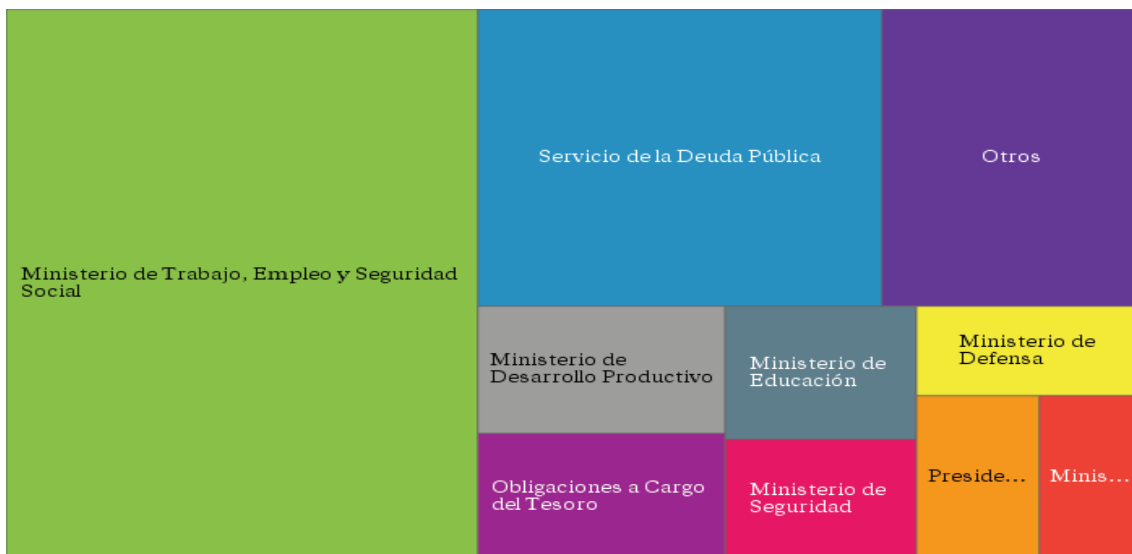 Servicio de la Deuda Pública
Otros
Ministerio de Trabajo, Empleo y Seguridad
Social
Ministerio de
Desarrollo Productivo
Ministerio de
Educación
Ministerio de
Defensa
Obligaciones a Cargo
del Tesoro
Ministerio de
Seguridad
Preside...
Minis...